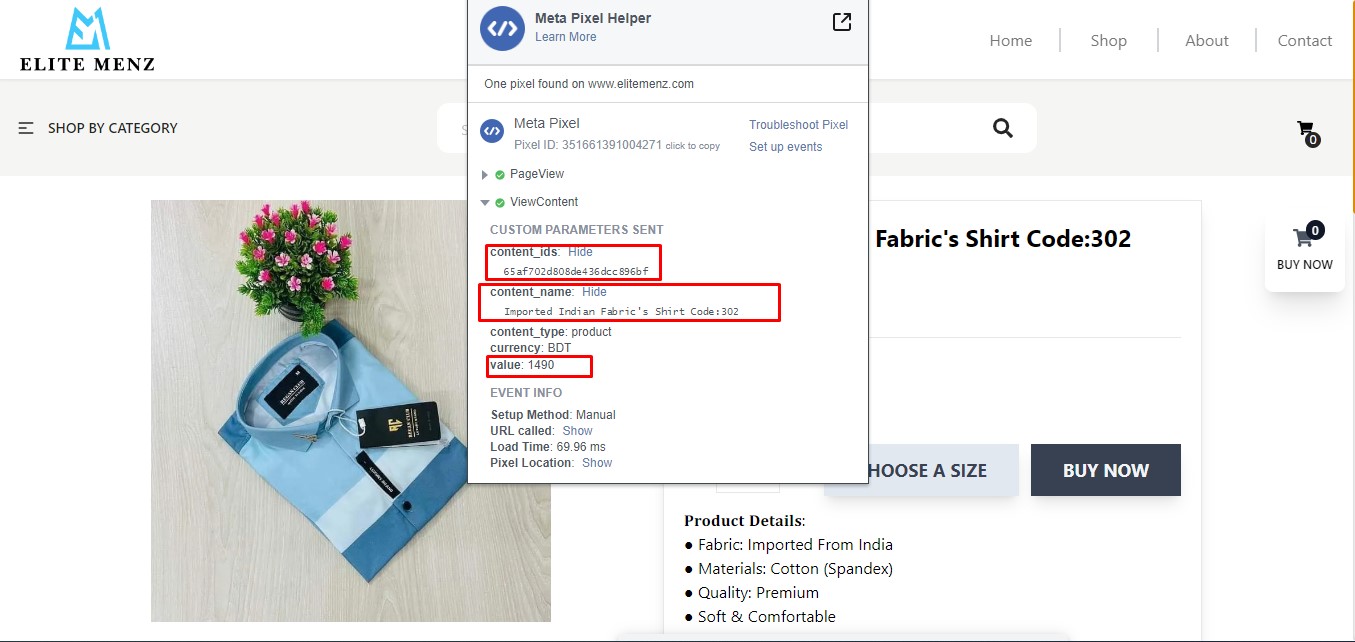 ELITE MENZ
Home
Shop
About
Contact
SHOP BY CATEGORY
0
Meta Pixel Helper
Learn More
One pixel found on www.elitemenz.com
Meta Pixel
Pixel ID: 351661391004271 click to copy
Troubleshoot Pixel
Set up events
PageView
ViewContent
CUSTOM PARAMETERS SENT
content_ids: Hide
65af702d808de436dcc896bf
content_name: Hide
Imported Indian Fabric's Shirt Code:302
content_type: product
currency: BDT
value: 1490
EVENT INFO
Setup Method: Manual
URL called: Show
Load Time: 69.96 ms
Pixel Location: Show
Fabric's Shirt Code:302
0
BUY NOW
HOOSE A SIZE
BUY NOW
Product Details:
● Fabric: Imported From India
● Materials: Cotton (Spandex)
● Quality: Premium
● Soft & Comfortable